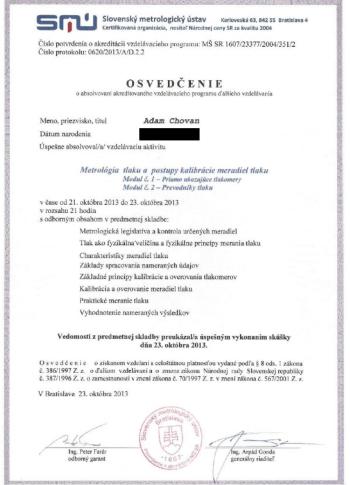 SMÚ Slovenský metrologický ústav Karloveská 63, 842 55 Bratislava 4
Certifikovaná organizácia, nositeľ Národnej ceny SR za kvalitu 2004
Číslo potvrdenia o akreditácii vzdelávacieho programu: MŠ SR 1607/23377/2004/351/2
Číslo protokolu: 0620/2013/A/D.2.2
OSVEDČENIE
o absolvovaní akreditovaného vzdelávacieho programu ďalšieho vzdelávania
Meno, priezvisko, titul Adam Chovan
Dátum narodenia
Úspešne absolvoval/a/ vzdelávaciu aktivitu
Metrológia tlaku a postupy kalibrácie meradiel tlaku
Modul č. 1 – Priamo ukazujúce tlakomery
Modul č. 2 – Prevodníky tlaku
v čase od 21. októbra 2013 do 23. októbra 2013
v rozsahu 21 hodín
s odborným obsahom v predmetnej skladbe:
Metrologická legislatíva a kontrola určených meradiel
Tlak ako fyzikálna veličina a fyzikálne princípy merania tlaku
Charakteristiky meradiel tlaku
Základy spracovania nameraných údajov
Základné princípy kalibrácie a overovania tlakomerov
Kalibrácia a overovanie meradiel tlaku
Praktické meranie tlaku
Vyhodnotenie nameraných výsledkov
Vedomosti z predmetnej skladby preukázal/a úspešným vykonaním skúšky
dňa 23. októbra 2013.
Osvedčenie o získanom vzdelaní s celoštátnou platnosťou vydané podľa § 8 ods. 1 zákona
č. 386/1997 Z. z. o ďalšom vzdelávaní a o zmene zákona Národnej rady Slovenskej republiky
č. 387/1996 Z. z. o zamestnanosti v znení zákona č. 70/1997 Z. z. v znení zákona č. 567/2001 Z. z.
V Bratislave 23. októbra 2013
Slovenský metrologický ústav
Ing. Peter Farár
odborný garant
Ing. Arpád Gonda
generálny riaditeľ